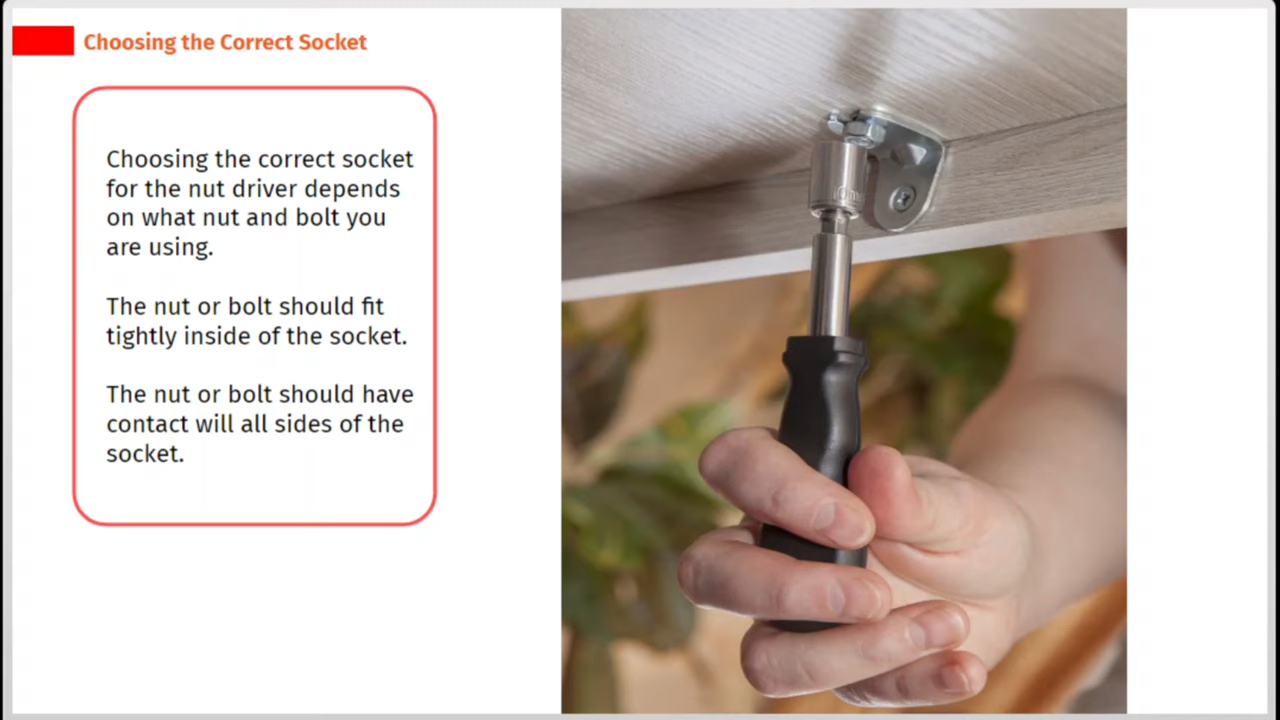 Choosing the Correct Socket
Choosing the correct socket
for the nut driver depends
on what nut and bolt you
are using.
The nut or bolt should fit
tightly inside of the socket.
The nut or bolt should have
contact will all sides of the
socket.